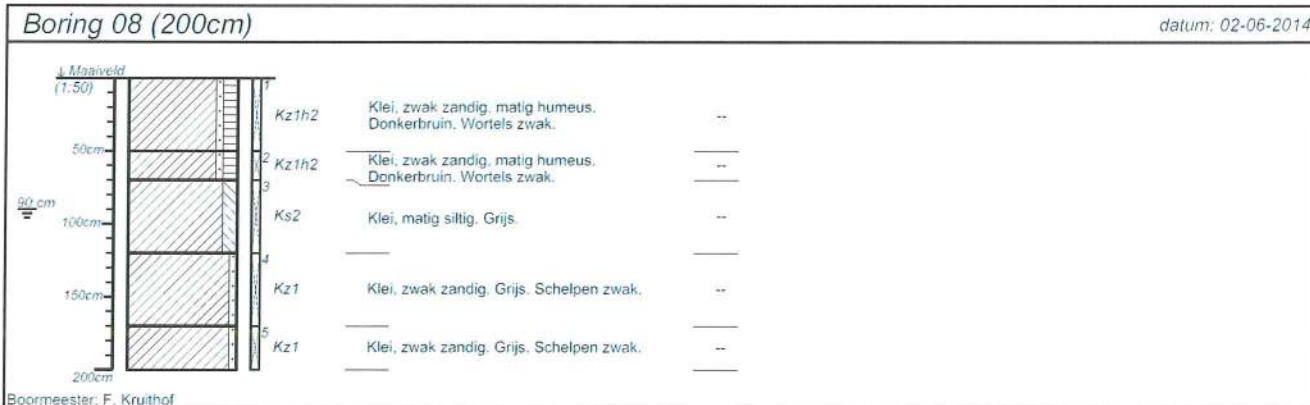 Boring 08 (200cm)
datum: 02-06-2014
↓ Maaiveld
(1:50)
1
Kz1h2
Klei, zwak zandig, matig humeus.
Donkerbruin. Wortels zwak.
--
50cm
2
Kz1h2
Klei, zwak zandig, matig humeus.
Donkerbruin. Wortels zwak.
--
3
90 cm
100cm
Ks2
Klei, matig siltig. Grijs.
--
4
150cm
Kz1
Klei, zwak zandig. Grijs. Schelpen zwak.
--
5
Kz1
Klei, zwak zandig. Grijs. Schelpen zwak.
--
200cm
Boormeester: F. Kruithof